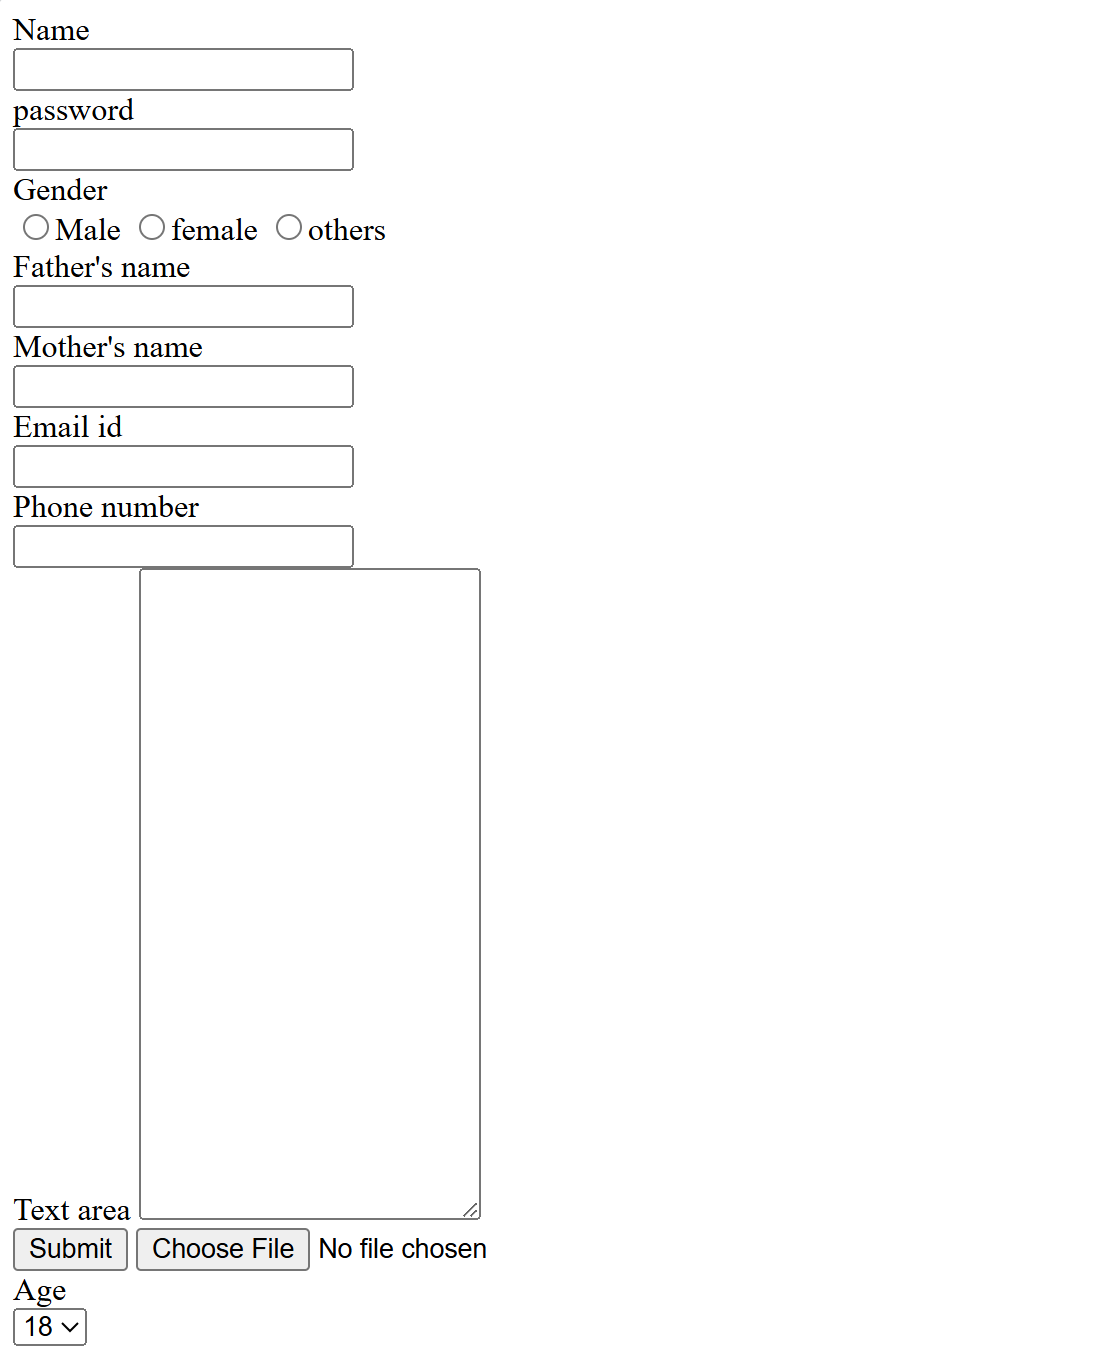 Name
password
Gender
Male female others
Father's name
Mother's name
Email id
Phone number
Text area
Submit Choose File No file chosen
Age
18